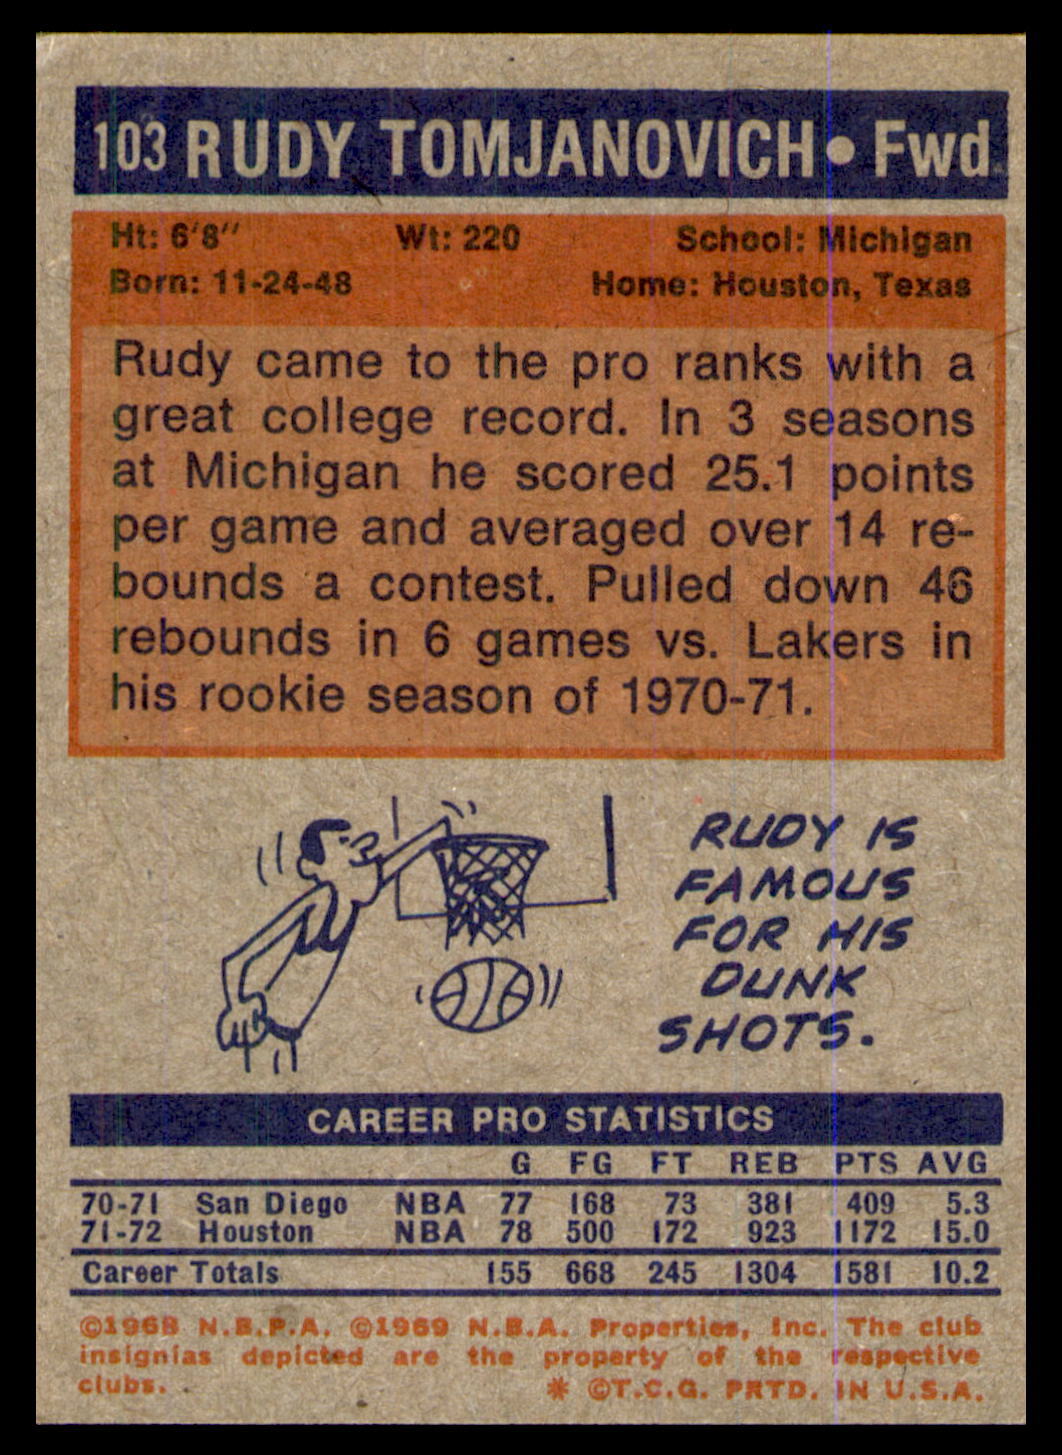 103 RUDY TOMJANOVICH • Fwd.
Ht: 6'8" Wt: 220 School: Michigan
Born: 11-24-48 Home: Houston, Texas
Rudy came to the pro ranks with a
great college record. In 3 seasons
at Michigan he scored 25.1 points
per game and averaged over 14 re-
bounds a contest. Pulled down 46
rebounds in 6 games vs. Lakers in
his rookie season of 1970-71.
RUDY IS
FAMOUS
FOR HIS
DUNK
SHOTS.
CAREER PRO STATISTICS
G FG FT REB PTS AVG
70-71 San Diego NBA 77 168 73 381 409 5.3
71-72 Houston NBA 78 500 172 923 1172 15.0
Career Totals 155 668 245 1304 1581 10.2
©1968 N.B.P.A. ©1969 N.B.A. Properties, Inc. The club
insignias depicted are the property of the respective
clubs. * ©T.C.G. PRTD. IN U.S.A.